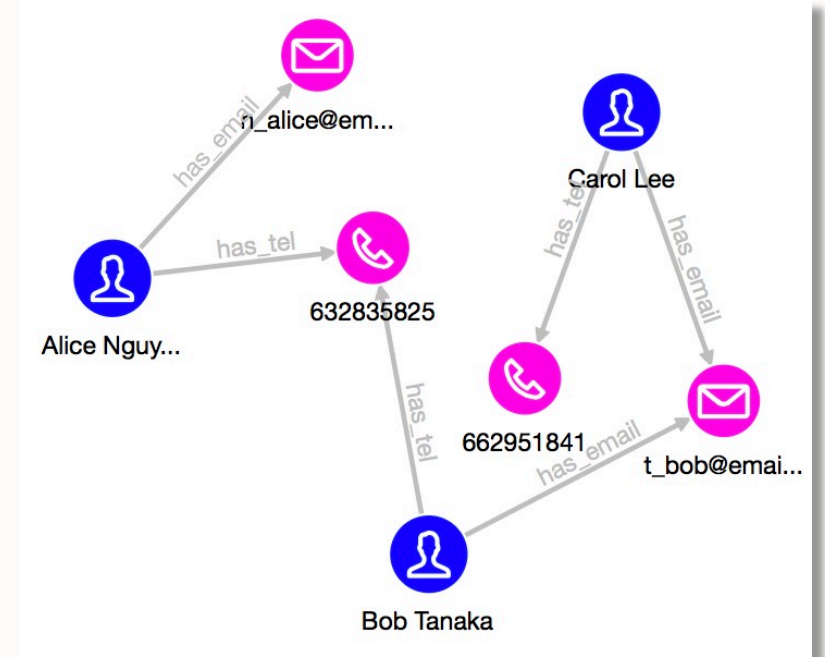 n_alice@em...
has_email
Carol Lee
has_tel
has_email
has_tel
632835825
Alice Nguy...
662951841
has_tel
has_email
t_bob@emai...
Bob Tanaka